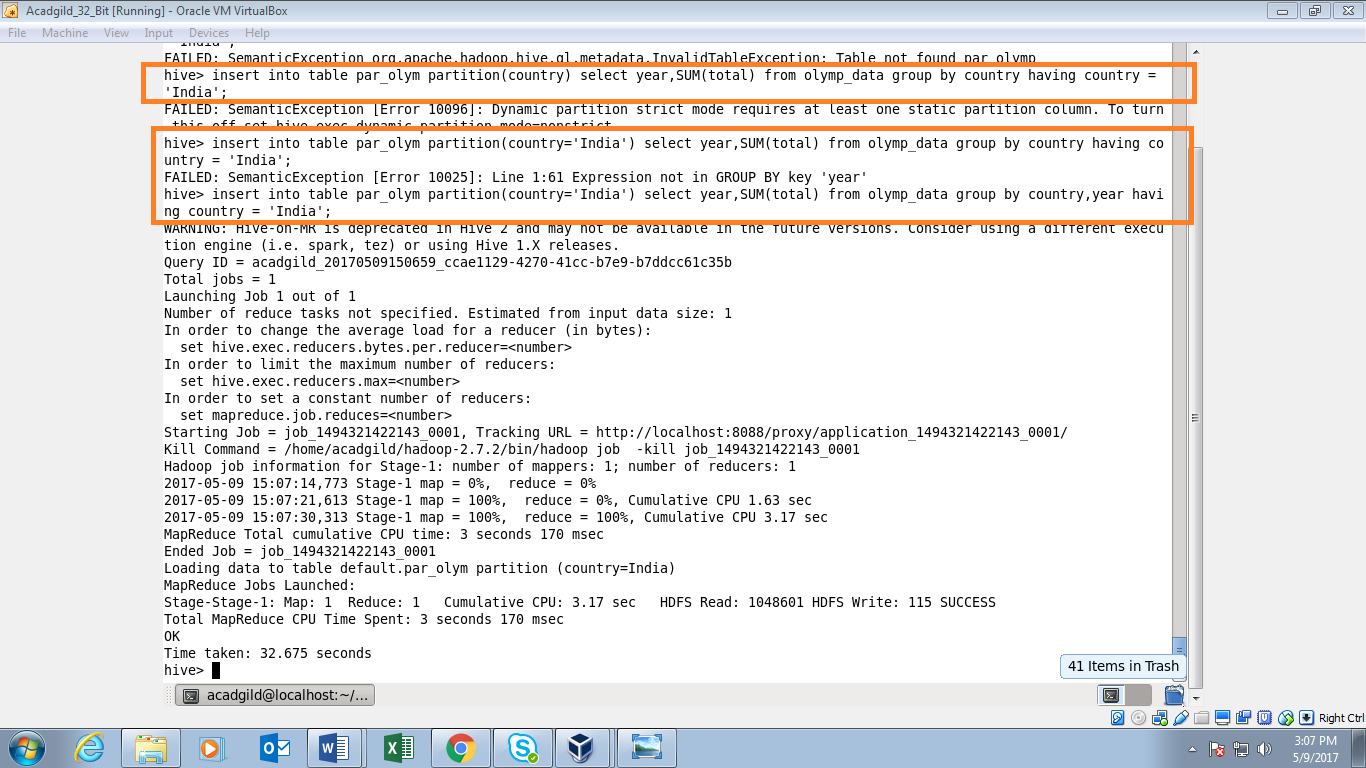 Acadgild_32_Bit [Running] - Oracle VM VirtualBox
File Machine View Input Devices Help
'India';
FAILED: SemanticException org.apache.hadoop.hive.ql.metadata.InvalidTableException: Table not found par_olymp
hive> insert into table par_olym partition(country) select year,SUM(total) from olymp_data group by country having country =
'India';
FAILED: SemanticException [Error 10096]: Dynamic partition strict mode requires at least one static partition column. To turn
this off set hive.exec.dynamic.partition.mode=nonstrict
hive> insert into table par_olym partition(country='India') select year,SUM(total) from olymp_data group by country having co
untry = 'India';
FAILED: SemanticException [Error 10025]: Line 1:61 Expression not in GROUP BY key 'year'
hive> insert into table par_olym partition(country='India') select year,SUM(total) from olymp_data group by country,year havi
ng country = 'India';
WARNING: Hive-on-MR is deprecated in Hive 2 and may not be available in the future versions. Consider using a different execu
tion engine (i.e. spark, tez) or using Hive 1.X releases.
Query ID = acadgild_20170509150659_ccae1129-4270-41cc-b7e9-b7ddcc61c35b
Total jobs = 1
Launching Job 1 out of 1
Number of reduce tasks not specified. Estimated from input data size: 1
In order to change the average load for a reducer (in bytes):
set hive.exec.reducers.bytes.per.reducer=<number>
In order to limit the maximum number of reducers:
set hive.exec.reducers.max=<number>
In order to set a constant number of reducers:
set mapreduce.job.reduces=<number>
Starting Job = job_1494321422143_0001, Tracking URL = http://localhost:8088/proxy/application_1494321422143_0001/
Kill Command = /home/acadgild/hadoop-2.7.2/bin/hadoop job  -kill job_1494321422143_0001
Hadoop job information for Stage-1: number of mappers: 1; number of reducers: 1
2017-05-09 15:07:14,773 Stage-1 map = 0%,  reduce = 0%
2017-05-09 15:07:21,613 Stage-1 map = 100%,  reduce = 0%, Cumulative CPU 1.63 sec
2017-05-09 15:07:30,313 Stage-1 map = 100%,  reduce = 100%, Cumulative CPU 3.17 sec
MapReduce Total cumulative CPU time: 3 seconds 170 msec
Ended Job = job_1494321422143_0001
Loading data to table default.par_olym partition (country=India)
MapReduce Jobs Launched:
Stage-Stage-1: Map: 1  Reduce: 1   Cumulative CPU: 3.17 sec   HDFS Read: 1048601 HDFS Write: 115 SUCCESS
Total MapReduce CPU Time Spent: 3 seconds 170 msec
OK
Time taken: 32.675 seconds
hive>
41 Items in Trash
acadgild@localhost:~/...
Right Ctrl
3:07 PM
5/9/2017